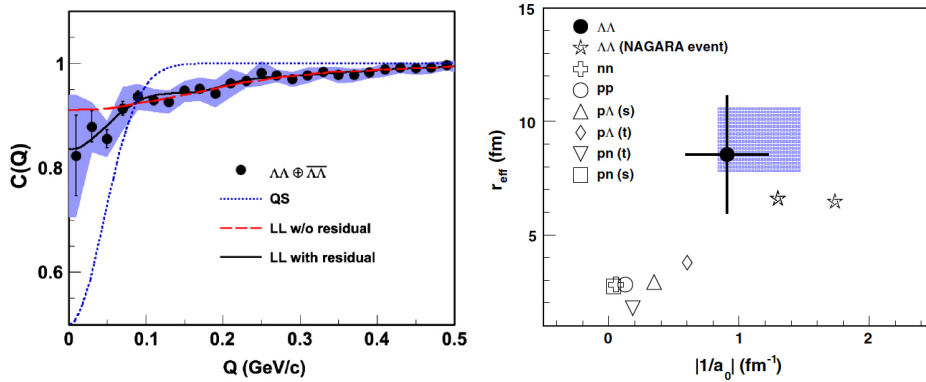 C(Q)
1
0.8
0.6
ΛΛ ⊕ Λ̅Λ̅
QS
LL w/o residual
LL with residual
0
0.1
0.2
0.3
0.4
0.5
Q (GeV/c)
r_eff (fm)
15
10
5
ΛΛ
ΛΛ (NAGARA event)
nn
pp
pΛ (s)
pΛ (t)
pn (t)
pn (s)
0
1
2
|1/a₀| (fm⁻¹)